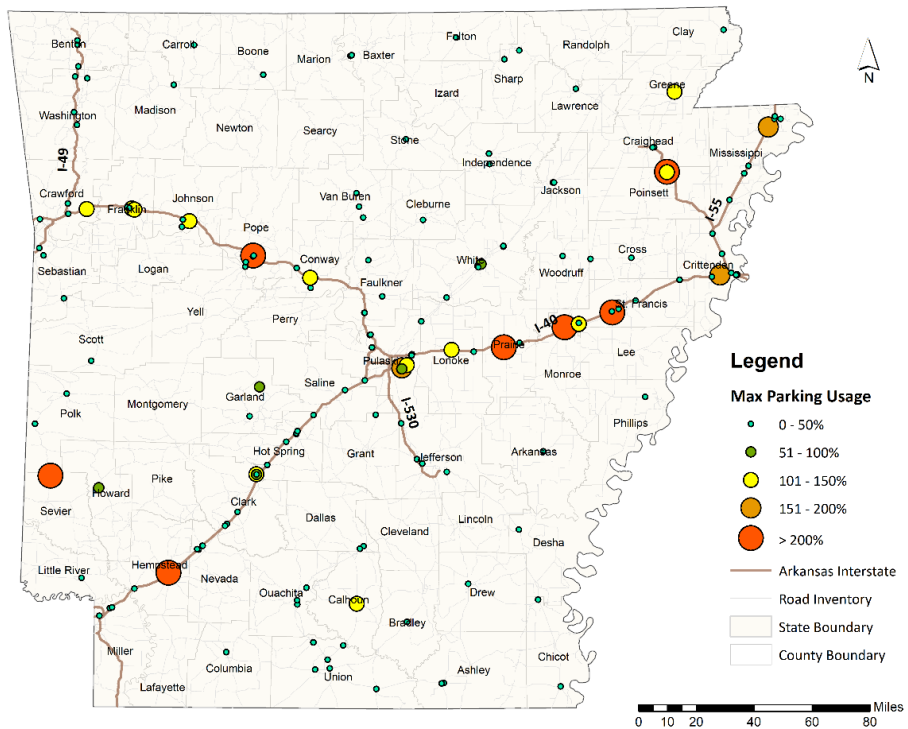 Fulton
Clay
Benton
Carroll
Boone
Marion
Baxter
Randolph
Sharp
N
Greene
Izard
Lawrence
Madison
Washington
Newton
Searcy
Stone
Craighead
Mississippi
Independence
I-49
Crawford
Franklin
Johnson
Van Buren
Cleburne
Jackson
Poinsett
I-55
Pope
Cross
Sebastian
Logan
Conway
White
Woodruff
Crittenden
Faulkner
Yell
Perry
St. Francis
I-40
Scott
Pulaski
Lonoke
Prairie
Lee
Monroe
Legend
Saline
Garland
Max Parking Usage
Polk
Montgomery
I-530
Phillips
0 - 50%
Hot Spring
Grant
Jefferson
Arkansas
51 - 100%
Pike
101 - 150%
Howard
Sevier
Clark
151 - 200%
Dallas
Lincoln
Cleveland
Desha
> 200%
Hempstead
Little River
Nevada
Arkansas Interstate
Ouachita
Calhoun
Drew
Road Inventory
Bradley
State Boundary
Miller
Columbia
Union
Ashley
Chicot
County Boundary
Lafayette
Miles
0 10 20 40 60 80